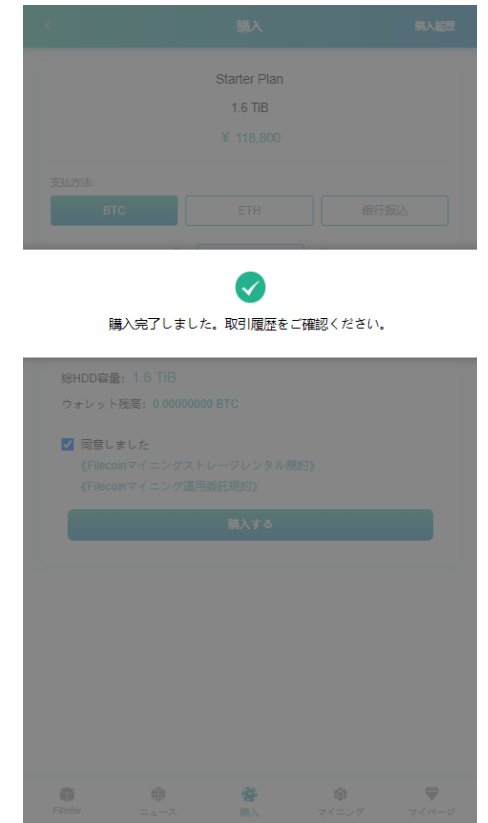 購入
購入履歴
Starter Plan
1.6 TiB
¥ 118,800
支払方法:
BTC
ETH
銀行振込
購入完了しました。取引履歴をご確認ください。
総HDD容量: 1.6 TiB
ウォレット残高: 0.00000000 BTC
同意しました
《Filecoinマイニングストレージレンタル規約》
《Filecoinマイニング運用委託規約》
購入する
FilInfor
ニュース
購入
マイニング
マイページ